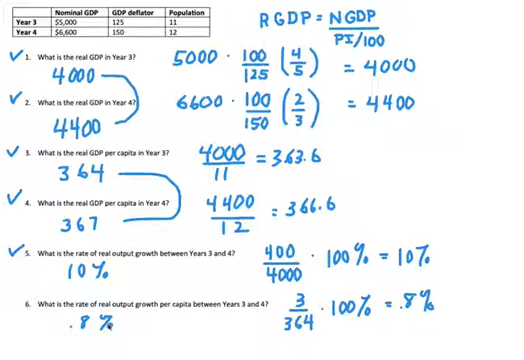 Nominal GDP GDP deflator Population
Year 3 $5,000 125 11
Year 4 $6,600 150 12
RGDP = NGDP / PI/100
✓ 1. What is the real GDP in Year 3?
4000
5000 · 100/125 (4/5) = 4000
✓ 2. What is the real GDP in Year 4?
4400
6600 · 100/150 (2/3) = 4400
✓ 3. What is the real GDP per capita in Year 3?
364
4000/11 = 363.6
✓ 4. What is the real GDP per capita in Year 4?
367
4400/12 = 366.6
✓ 5. What is the rate of real output growth between Years 3 and 4?
10%
400/4000 · 100% = 10%
6. What is the rate of real output growth per capita between Years 3 and 4?
.8%
3/364 · 100% = .8%